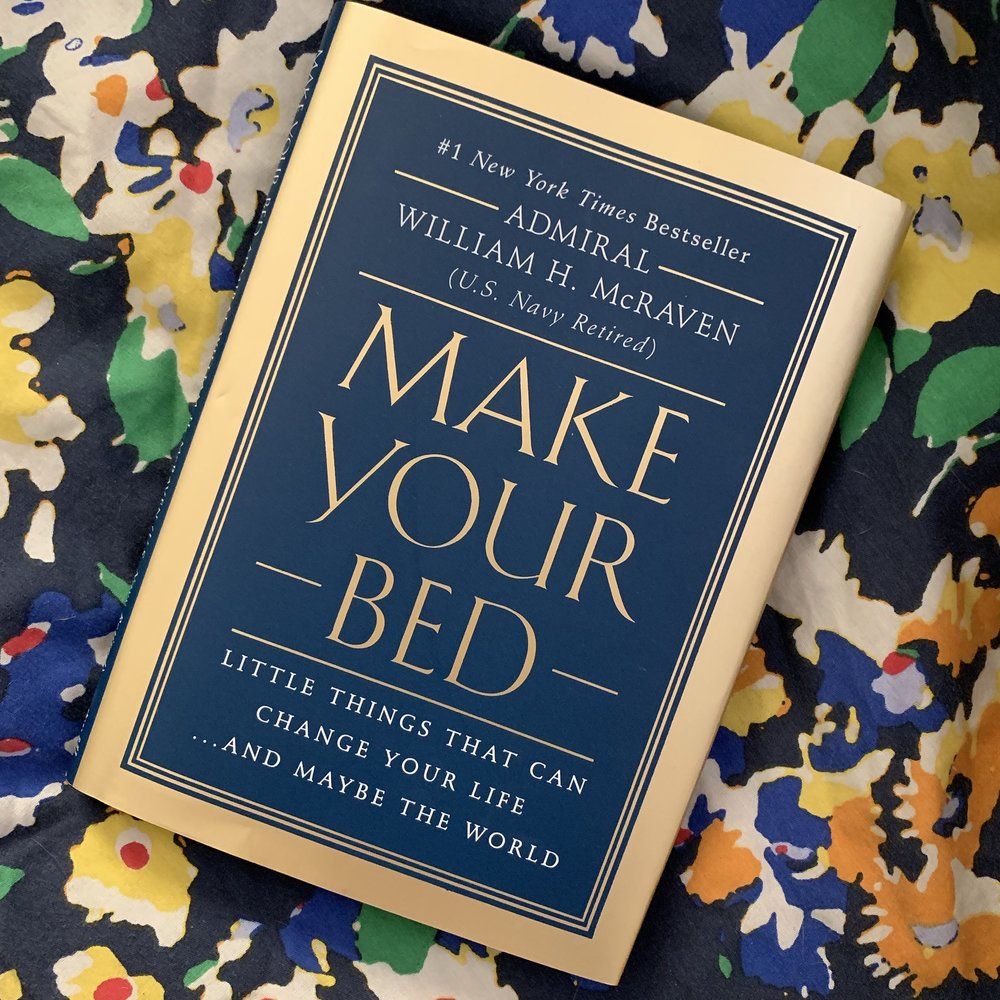 #1 New York Times Bestseller
ADMIRAL
WILLIAM H. McRAVEN
(U.S. Navy Retired)
MAKE
YOUR
BED
LITTLE THINGS THAT CAN
CHANGE YOUR LIFE
...AND MAYBE THE WORLD